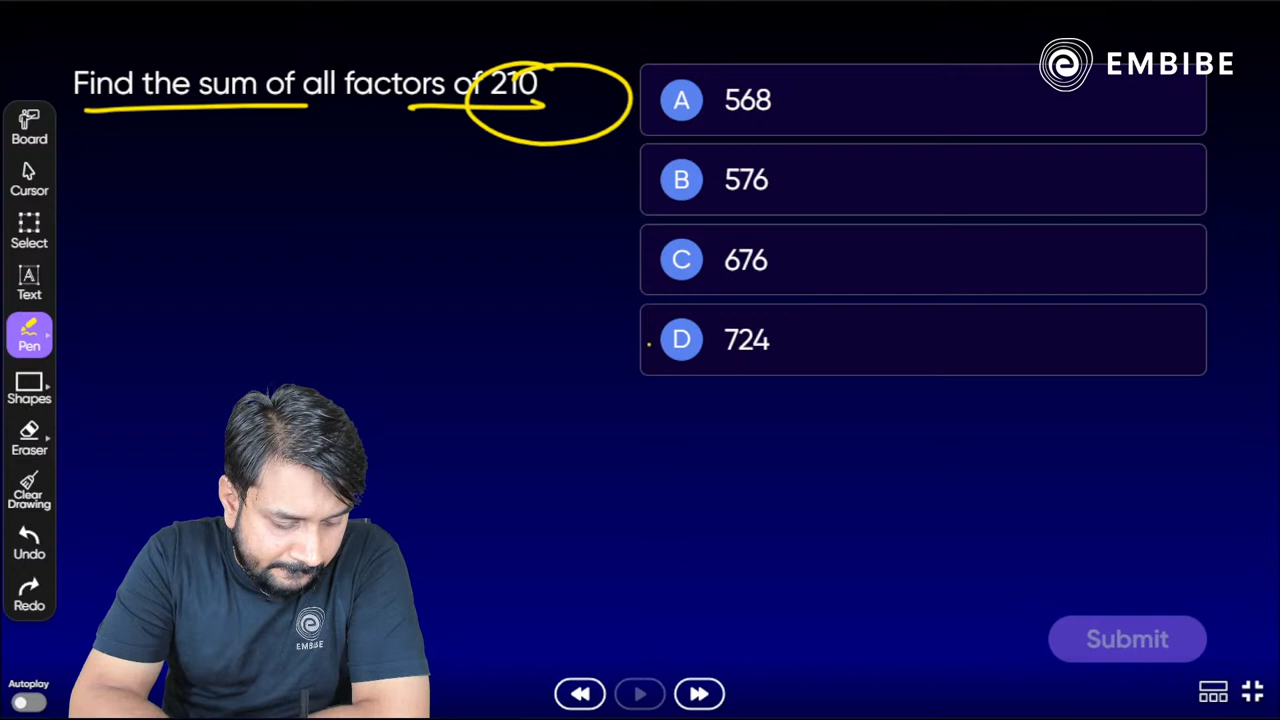 EMBIBE
Find the sum of all factors of 210
A 568
B 576
C 676
D 724
Board
Cursor
Select
A
Text
Pen
Shapes
Eraser
Clear
Drawing
Undo
Redo
EMBIBE
Submit
Autoplay